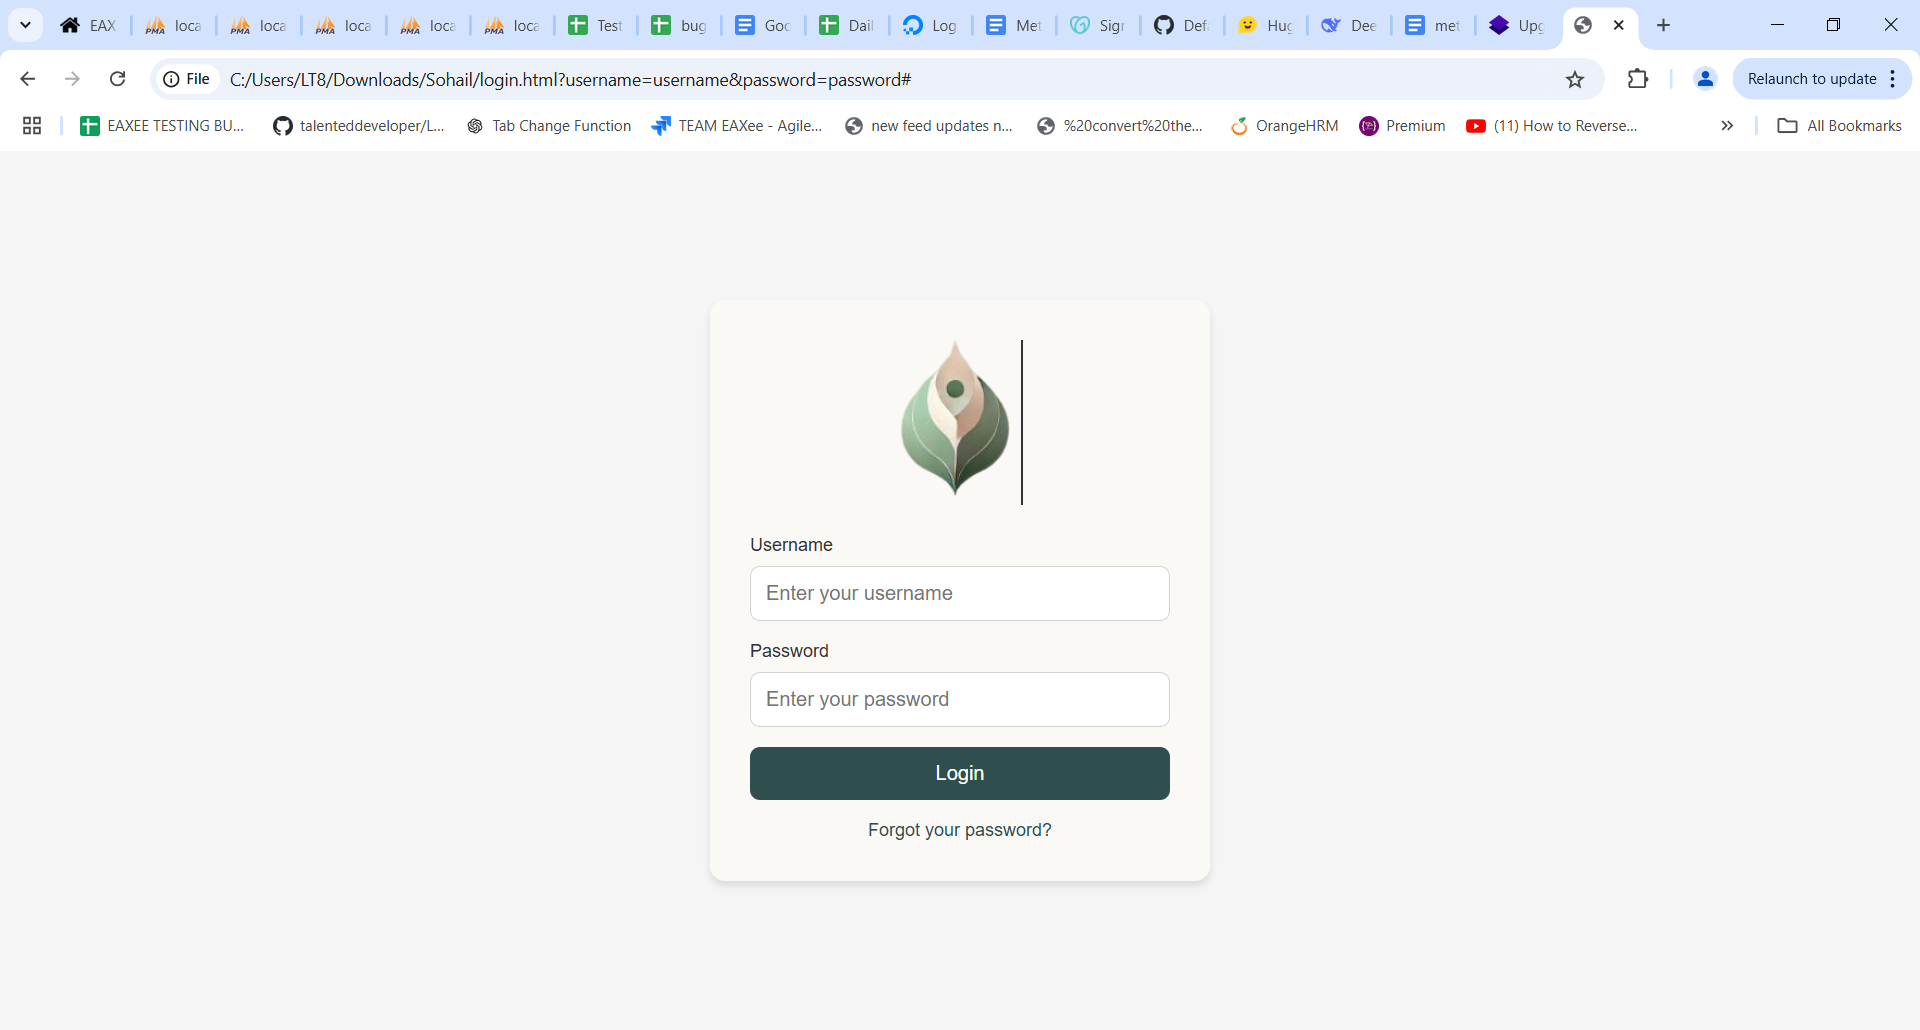 EAX loca loca loca loca loca Test bug Goc Dail Log Met Sigr Def Hug Dee met Upg
File C:/Users/LT8/Downloads/Sohail/login.html?username=username&password=password# Relaunch to update
EAXEE TESTING BU... talenteddeveloper/L... Tab Change Function TEAM EAXee - Agile... new feed updates n... %20convert%20the... OrangeHRM Premium (11) How to Reverse... All Bookmarks
Username
Enter your username
Password
Enter your password
Login
Forgot your password?